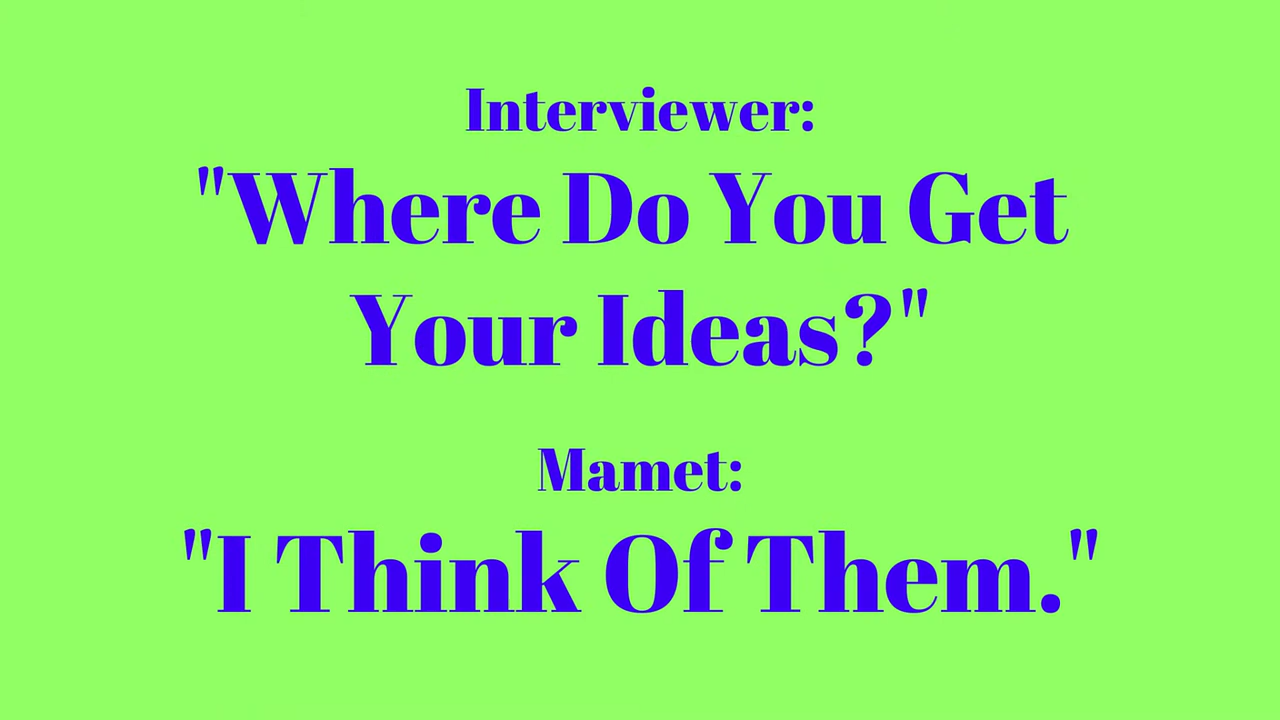 Interviewer:
"Where Do You Get
Your Ideas?"
Mamet:
"I Think Of Them."